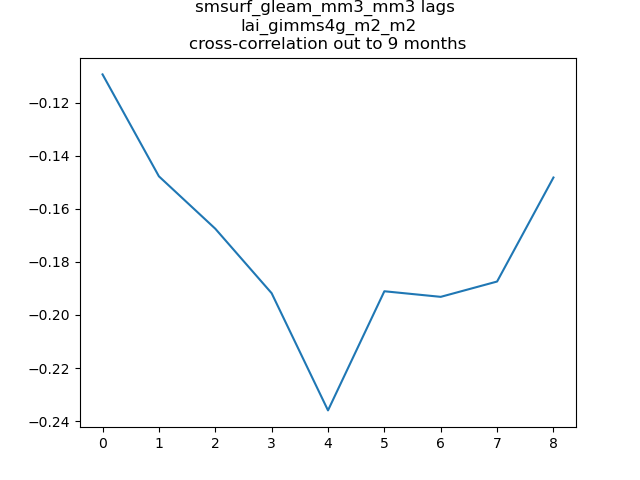 smsurf_gleam_mm3_mm3 lags
lai_gimms4g_m2_m2
cross-correlation out to 9 months
−0.12
−0.14
−0.16
−0.18
−0.20
−0.22
−0.24
0 1 2 3 4 5 6 7 8